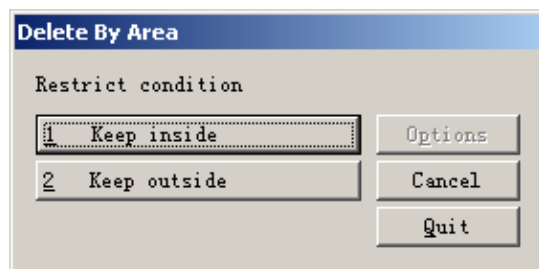 Delete By Area
Restrict condition
1 Keep inside
Options
2 Keep outside
Cancel
Quit